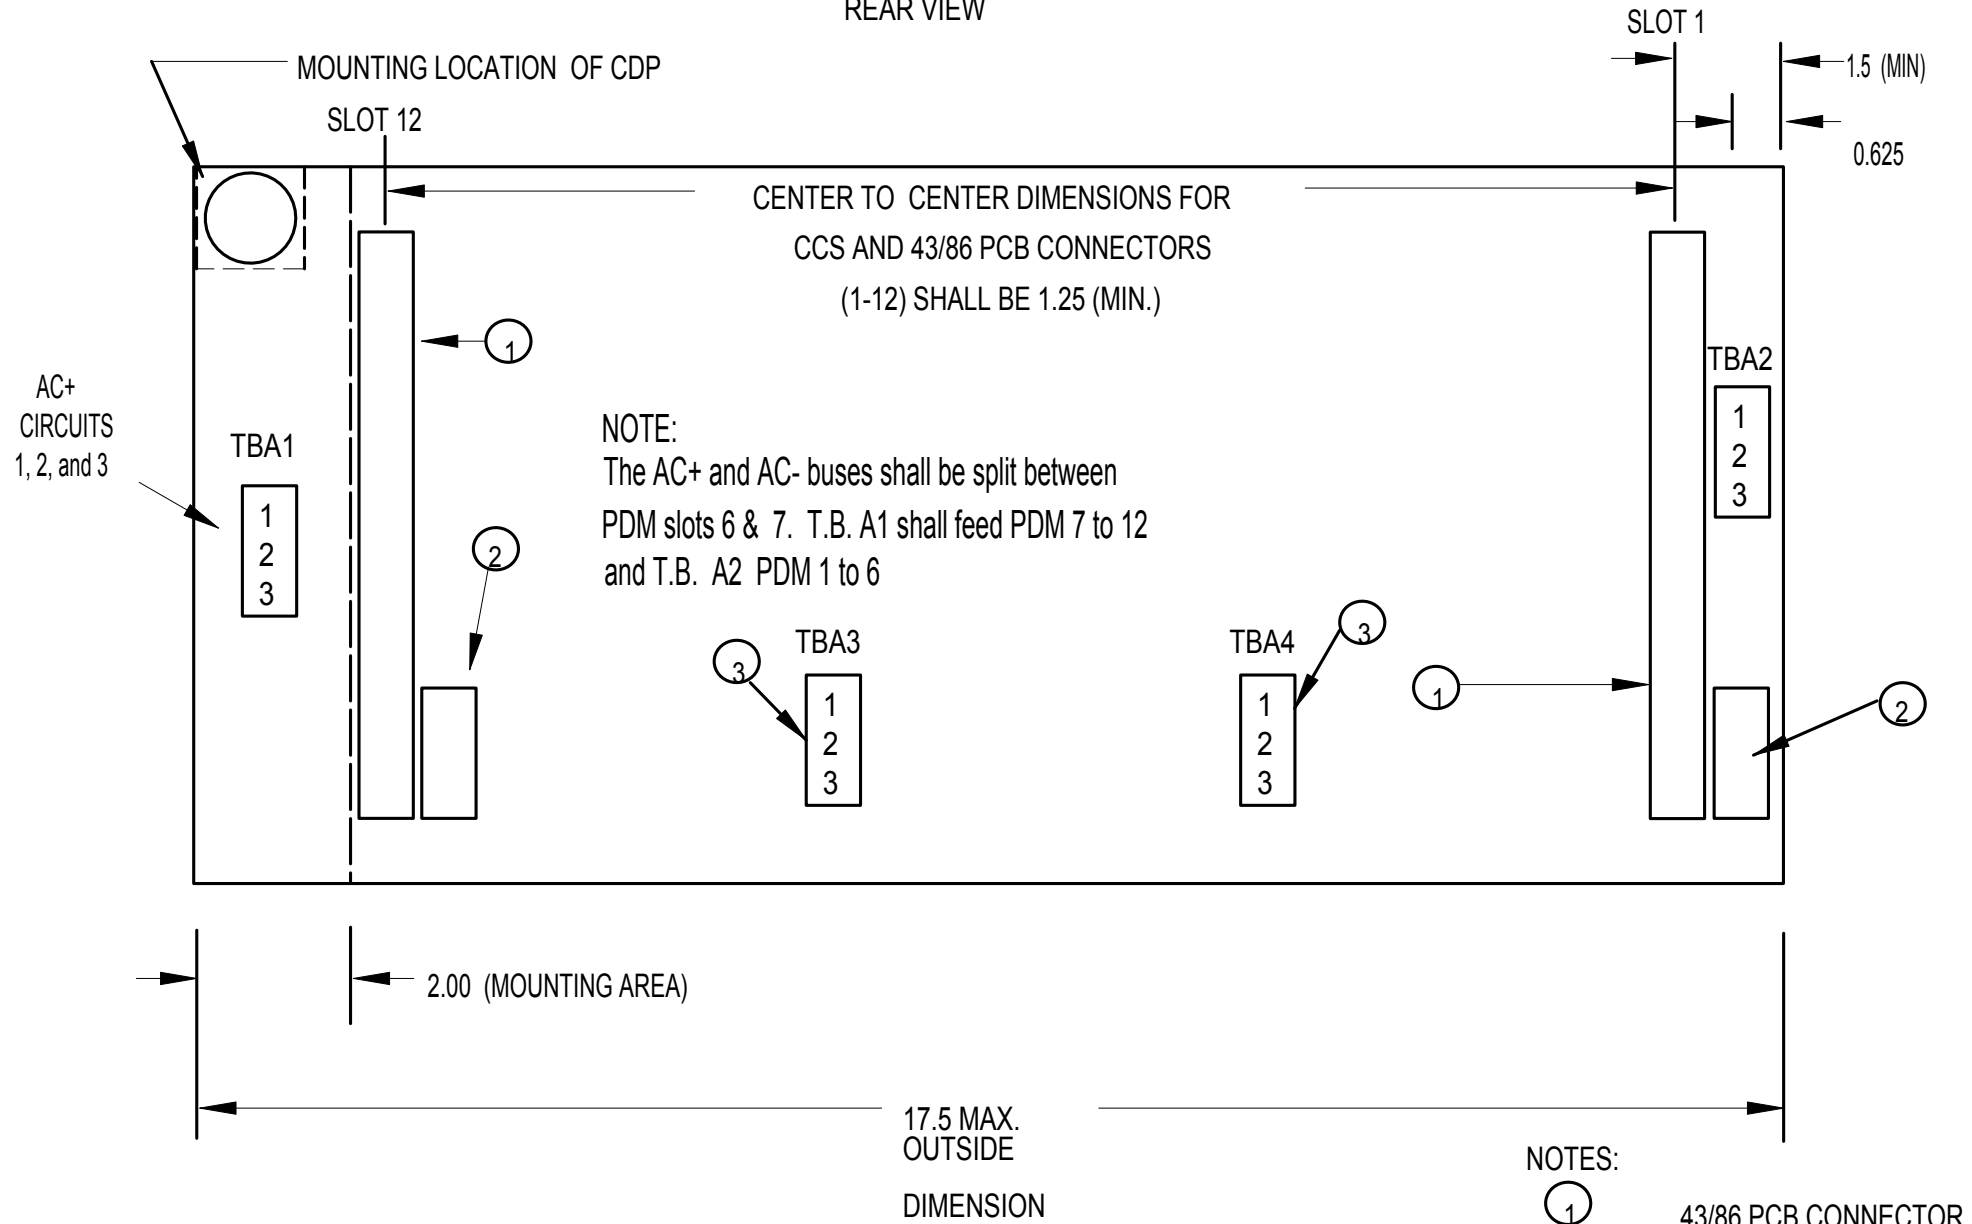 REAR VIEW
SLOT 1
MOUNTING LOCATION OF CDP
1.5 (MIN)
SLOT 12
0.625
CENTER TO CENTER DIMENSIONS FOR
CCS AND 43/86 PCB CONNECTORS
(1-12) SHALL BE 1.25 (MIN.)
1
TBA2
1
2
3
AC+
CIRCUITS
1, 2, and 3
TBA1
1
2
3
NOTE:
The AC+ and AC- buses shall be split between
PDM slots 6 & 7. T.B. A1 shall feed PDM 7 to 12
and T.B. A2 PDM 1 to 6
2
3
TBA3
1
2
3
TBA4
1
2
3
3
1
2
2.00 (MOUNTING AREA)
17.5 MAX.
OUTSIDE
DIMENSION
NOTES:
1
43/86 PCB CONNECTOR